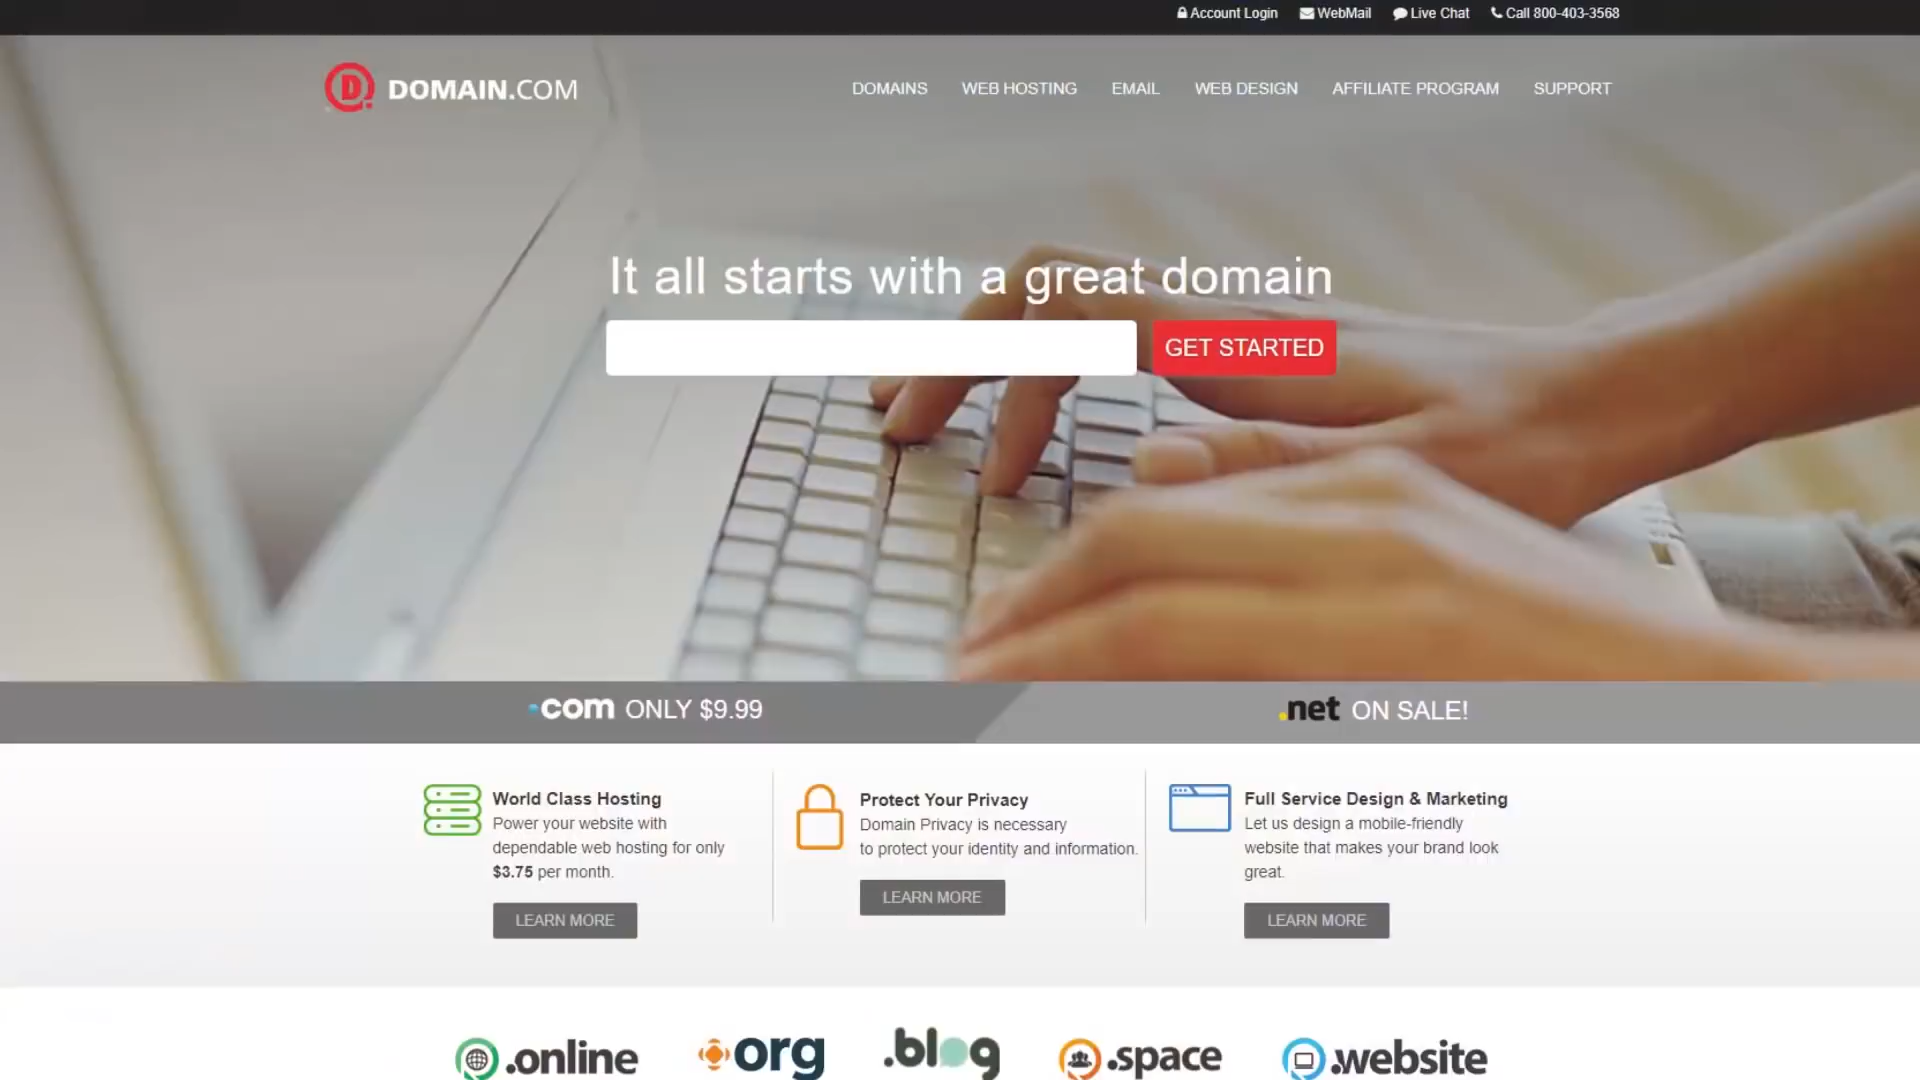 Account Login WebMail Live Chat Call 800-403-3568
DOMAIN.COM
DOMAINS WEB HOSTING EMAIL WEB DESIGN AFFILIATE PROGRAM SUPPORT
It all starts with a great domain
GET STARTED
.com ONLY $9.99
.net ON SALE!
World Class Hosting
Power your website with
dependable web hosting for only
$3.75 per month.
LEARN MORE
Protect Your Privacy
Domain Privacy is necessary
to protect your identity and information.
LEARN MORE
Full Service Design & Marketing
Let us design a mobile-friendly
website that makes your brand look
great.
LEARN MORE
.online
org
.blog
.space
.website